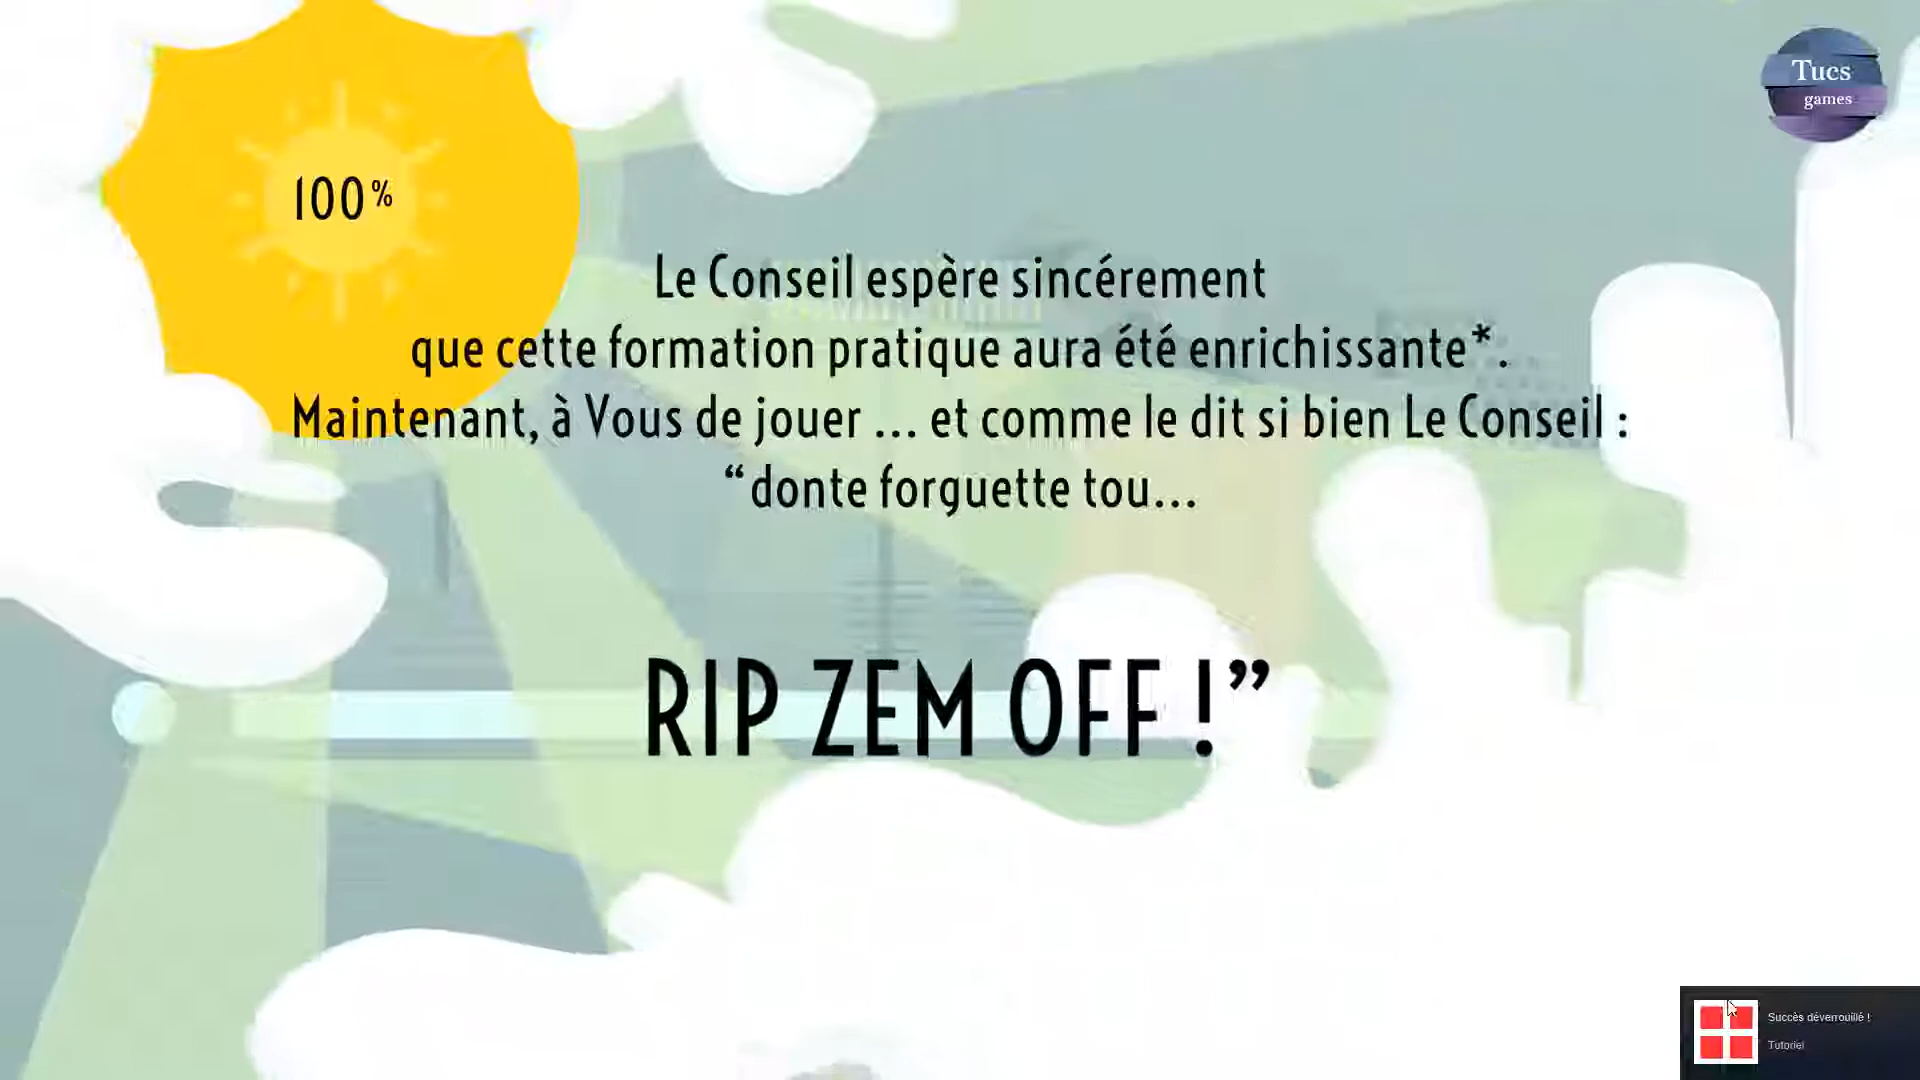 Tucs
games
100%
Le Conseil espère sincérement
que cette formation pratique aura été enrichissante*.
Maintenant, à Vous de jouer ... et comme le dit si bien Le Conseil :
“donte forguette tou...
RIP ZEM OFF !”
Succès déverrouillé !
Tutoriel